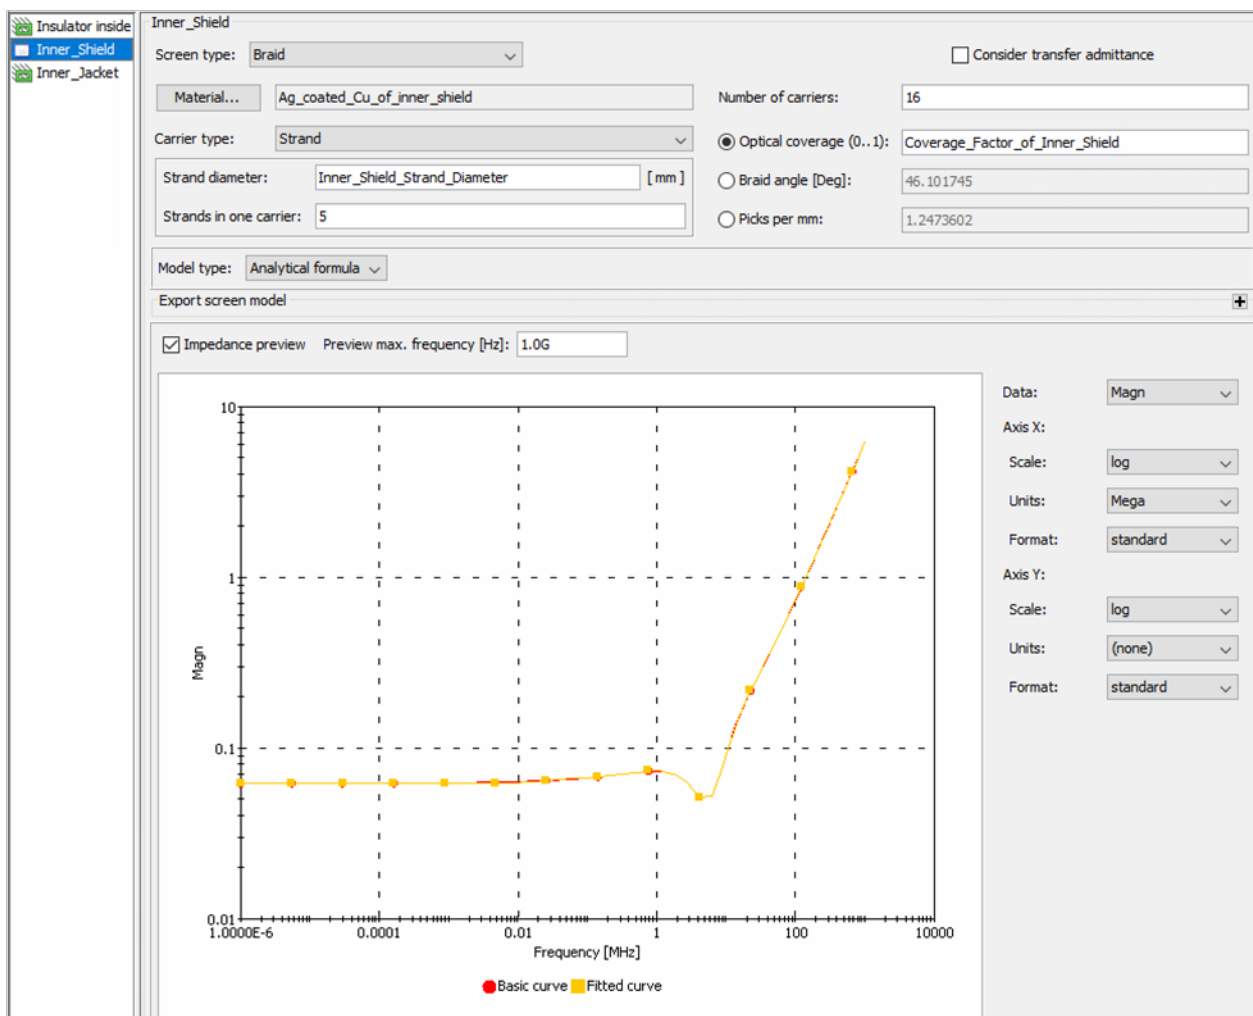 Insulator inside
Inner_Shield
Inner_Jacket
Inner_Shield
Screen type: Braid
Consider transfer admittance
Material... Ag_coated_Cu_of_inner_shield
Number of carriers: 16
Carrier type: Strand
Optical coverage (0..1): Coverage_Factor_of_Inner_Shield
Strand diameter: Inner_Shield_Strand_Diameter [mm]
Braid angle [Deg]: 46.101745
Strands in one carrier: 5
Picks per mm: 1.2473602
Model type: Analytical formula
Export screen model
Impedance preview Preview max. frequency [Hz]: 1.0G
10
1
0.1
0.01
Magn
1.0000E-6 0.0001 0.01 1 100 10000
Frequency [MHz]
Basic curve Fitted curve
Data: Magn
Axis X:
Scale: log
Units: Mega
Format: standard
Axis Y:
Scale: log
Units: (none)
Format: standard